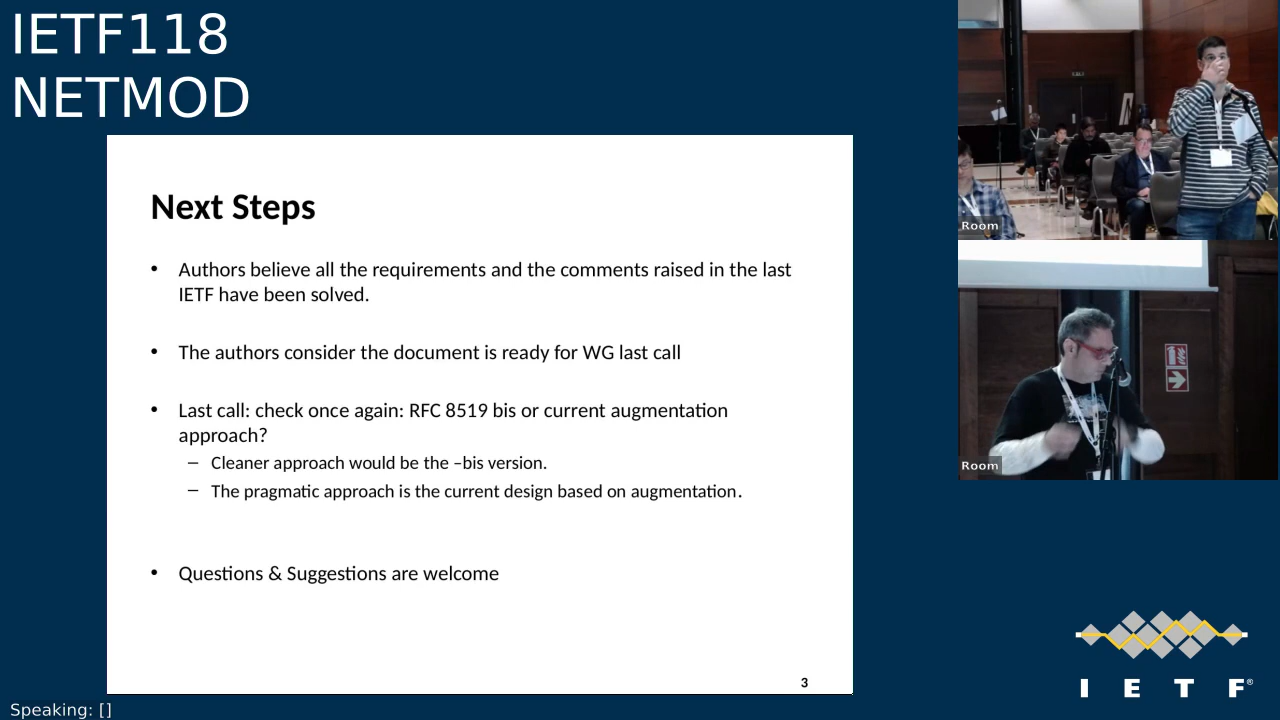 IETF118
NETMOD
Next Steps
• Authors believe all the requirements and the comments raised in the last
IETF have been solved.
• The authors consider the document is ready for WG last call
• Last call: check once again: RFC 8519 bis or current augmentation
approach?
– Cleaner approach would be the –bis version.
– The pragmatic approach is the current design based on augmentation.
• Questions & Suggestions are welcome
3
Room
Room
I E T F®
Speaking: []